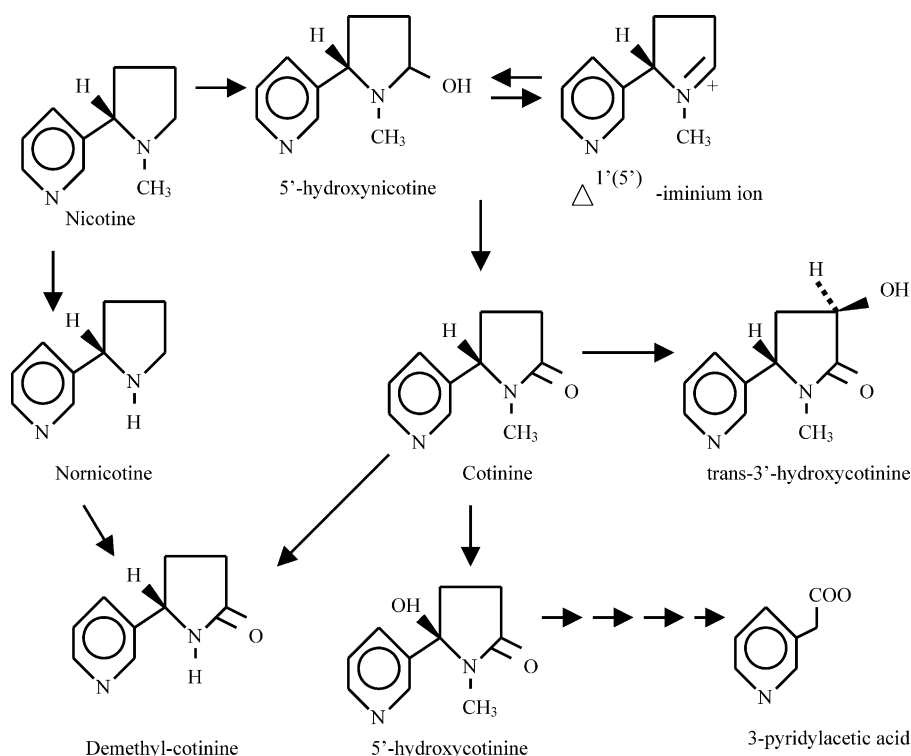 H
N
CH3
N
Nicotine
H
OH
N
CH3
N
5’-hydroxynicotine
H
+
N
CH3
N
△ 1’(5’) -iminium ion
H
N
H
N
Nornicotine
H
N
O
CH3
N
Cotinine
H
OH
H
N
O
CH3
N
trans-3’-hydroxycotinine
H
N
O
H
N
Demethyl-cotinine
OH
N
O
CH3
N
5’-hydroxycotinine
COO
N
3-pyridylacetic acid